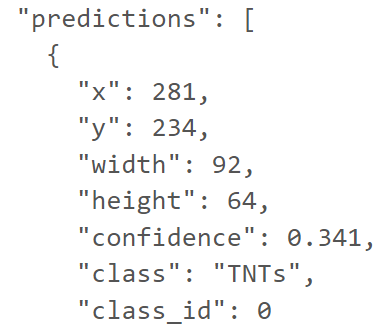 "predictions": [
{
"x": 281,
"y": 234,
"width": 92,
"height": 64,
"confidence": 0.341,
"class": "TNTs",
"class_id": 0